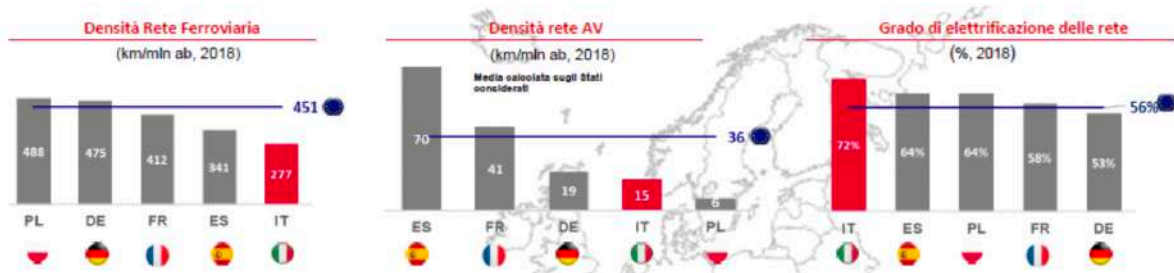 Densità Rete Ferroviaria
(km/mln ab, 2018)
451
488
475
412
341
277
PL
DE
FR
ES
IT
Densità rete AV
(km/mln ab, 2018)
Media calcolata sugli Stati
considerati
70
36
41
19
15
6
ES
FR
DE
IT
PL
Grado di elettrificazione delle rete
(%, 2018)
56%
72%
64%
64%
58%
53%
IT
ES
PL
FR
DE